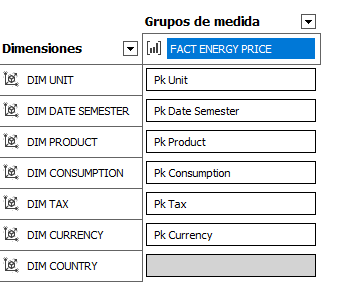 Grupos de medida
Dimensiones
FACT ENERGY PRICE
DIM UNIT Pk Unit
DIM DATE SEMESTER Pk Date Semester
DIM PRODUCT Pk Product
DIM CONSUMPTION Pk Consumption
DIM TAX Pk Tax
DIM CURRENCY Pk Currency
DIM COUNTRY